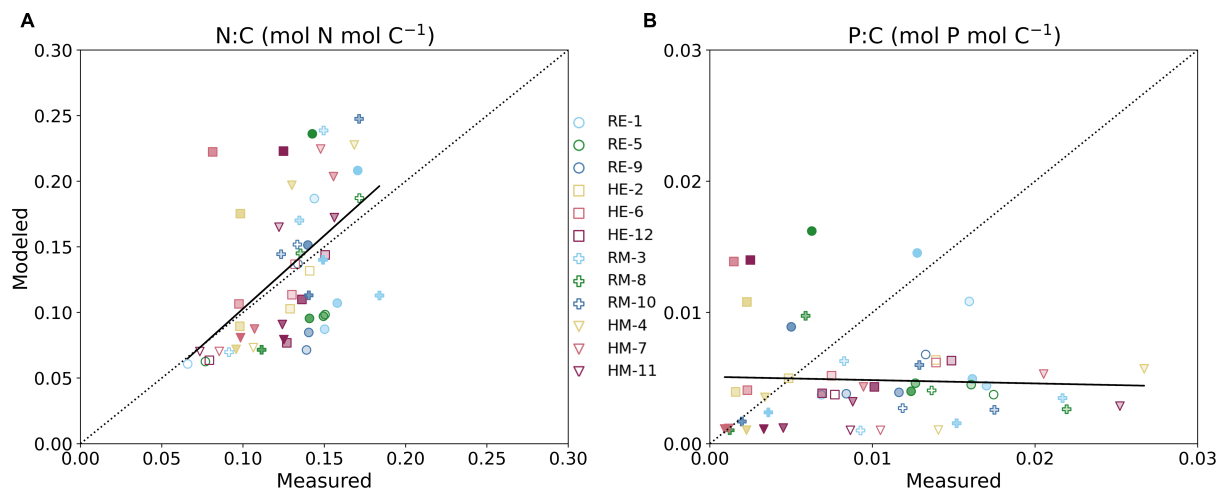 A
N:C (mol N mol C⁻¹)
0.30
0.25
0.20
0.15
0.10
0.05
0.00
Modeled
0.00 0.05 0.10 0.15 0.20 0.25 0.30
Measured
RE-1
RE-5
RE-9
HE-2
HE-6
HE-12
RM-3
RM-8
RM-10
HM-4
HM-7
HM-11
B
P:C (mol P mol C⁻¹)
0.03
0.02
0.01
0.00
0.00 0.01 0.02 0.03
Measured